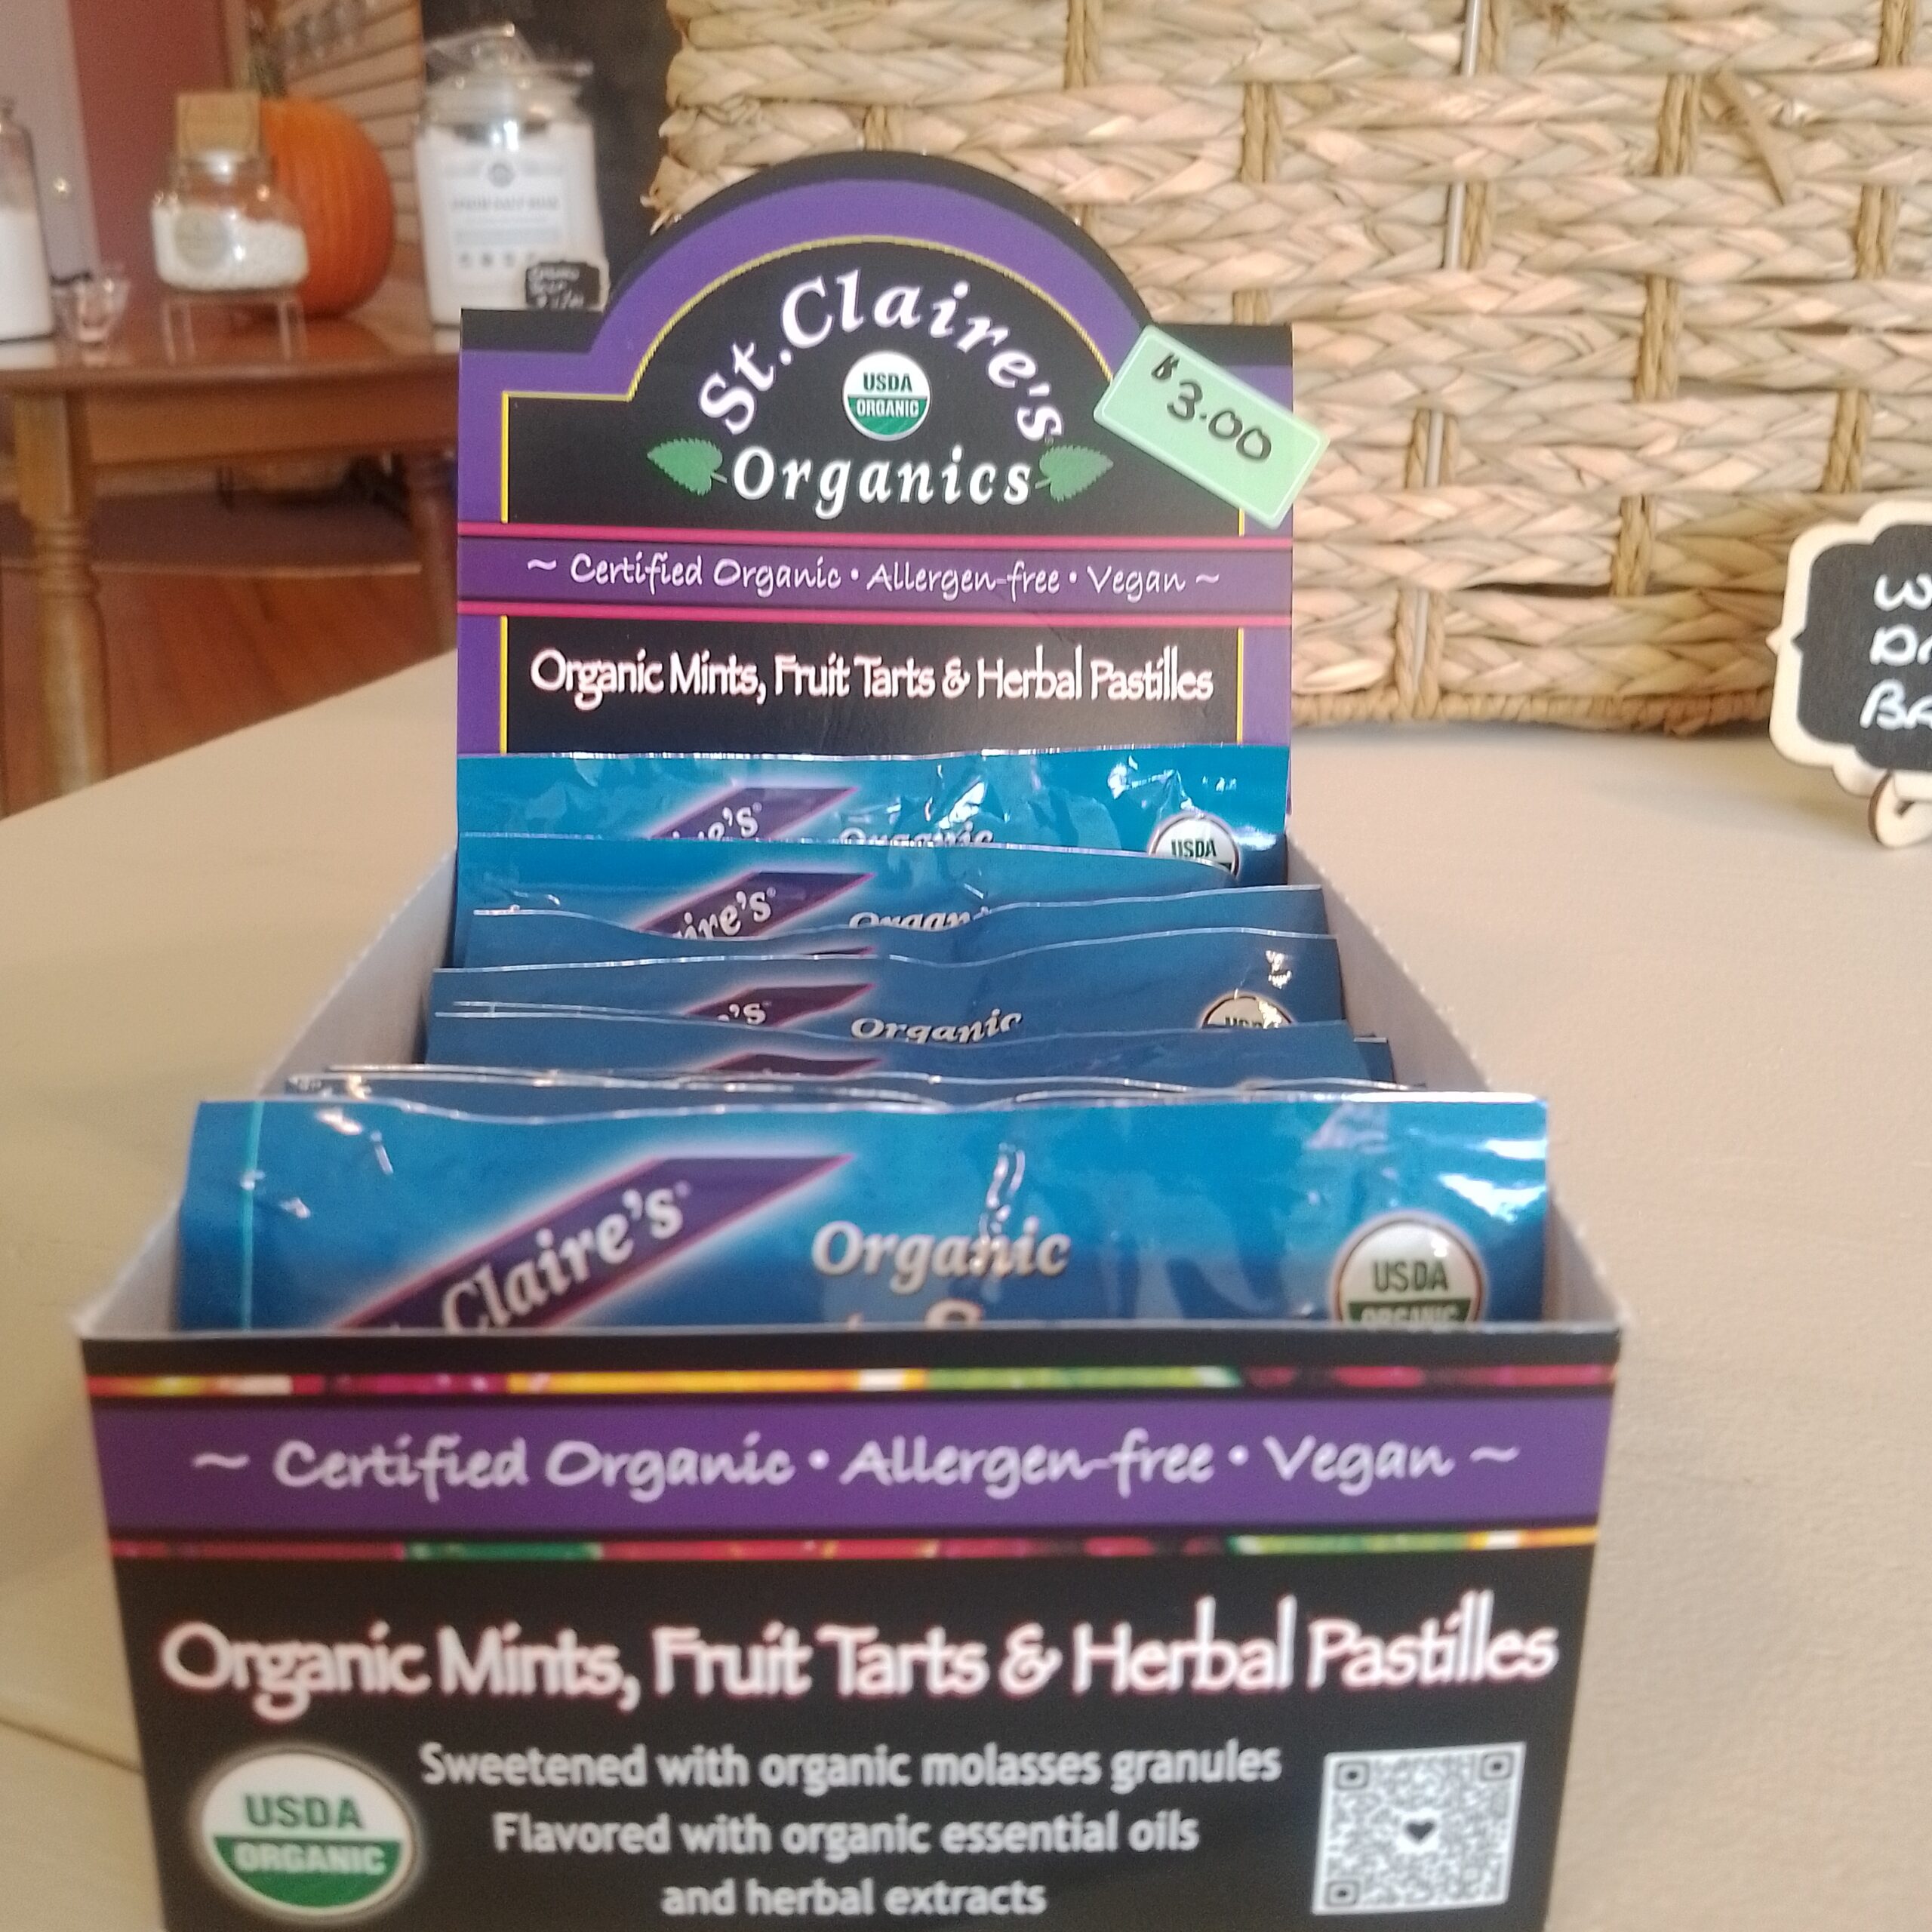 St. Claire's
USDA
ORGANIC
Organics
$3.00
~ Certified Organic • Allergen-free • Vegan ~
Organic Mints, Fruit Tarts & Herbal Pastilles
Organic
USDA
Organic
Claire's®
Organic
USDA
ORGANIC
~ Certified Organic • Allergen-free • Vegan ~
Organic Mints, Fruit Tarts & Herbal Pastilles
Sweetened with organic molasses granules
Flavored with organic essential oils
and herbal extracts
USDA
ORGANIC